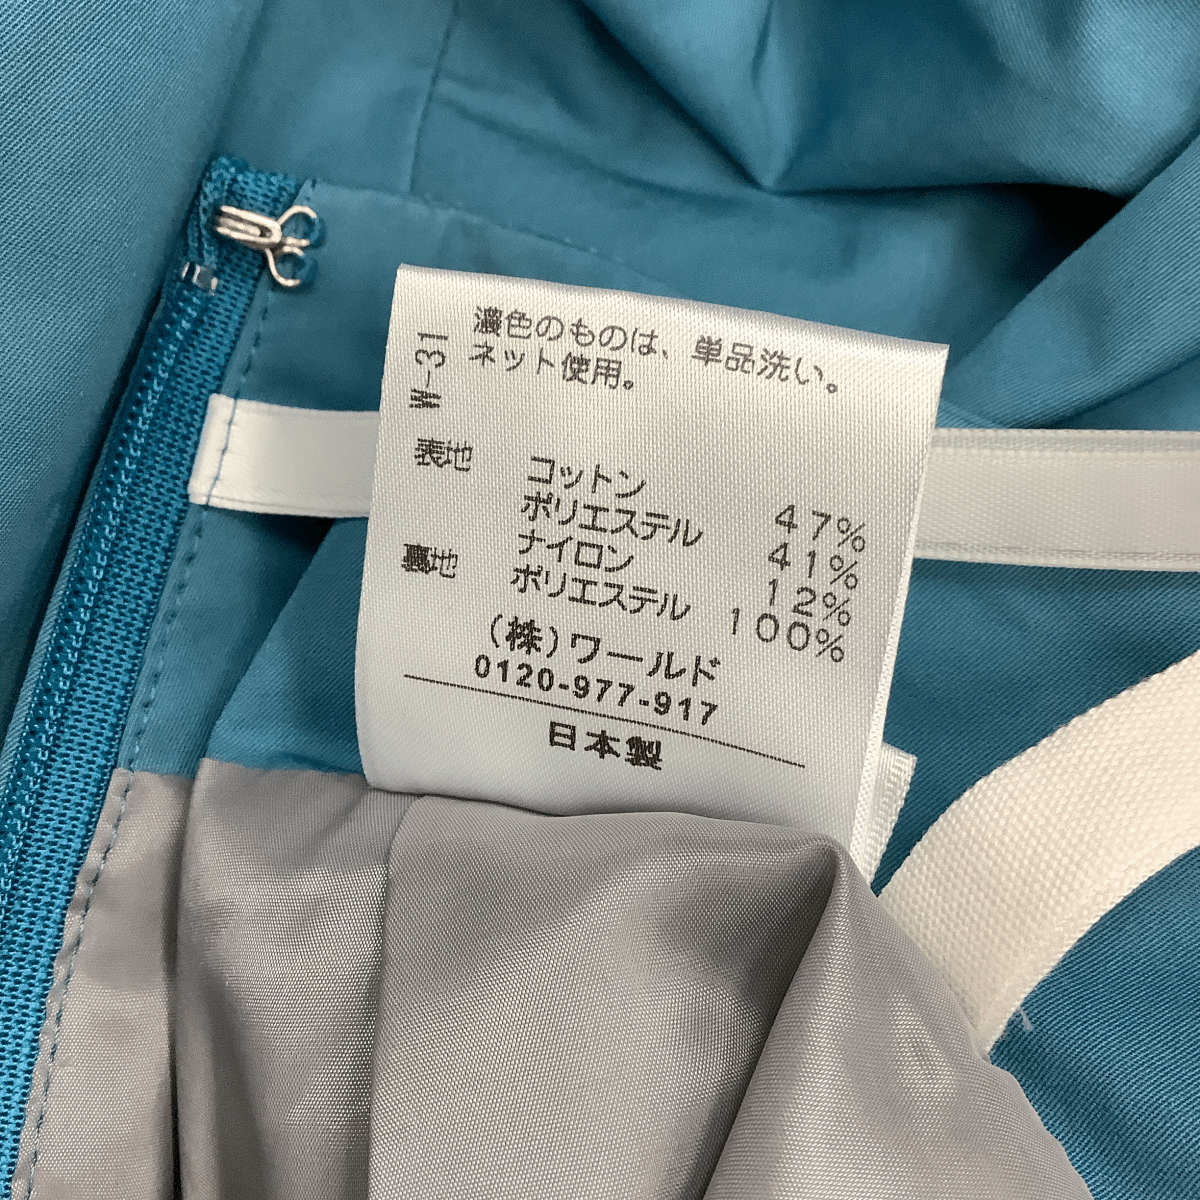 濃色のものは、単品洗い。
ネット使用。
W-31
表地 コットン 47%
ポリエステル 41%
ナイロン 12%
裏地 ポリエステル 100%
(株)ワールド
0120-977-917
日本製